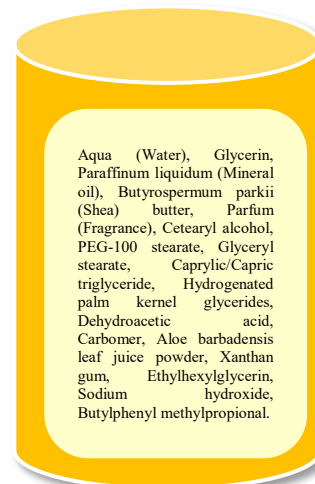 Aqua (Water), Glycerin,
Paraffinum liquidum (Mineral
oil), Butyrospermum parkii
(Shea) butter, Parfum
(Fragrance), Cetearyl alcohol,
PEG-100 stearate, Glyceryl
stearate, Caprylic/Capric
triglyceride, Hydrogenated
palm kernel glycerides,
Dehydroacetic acid,
Carbomer, Aloe barbadensis
leaf juice powder, Xanthan
gum, Ethylhexylglycerin,
Sodium hydroxide,
Butylphenyl methylpropional.